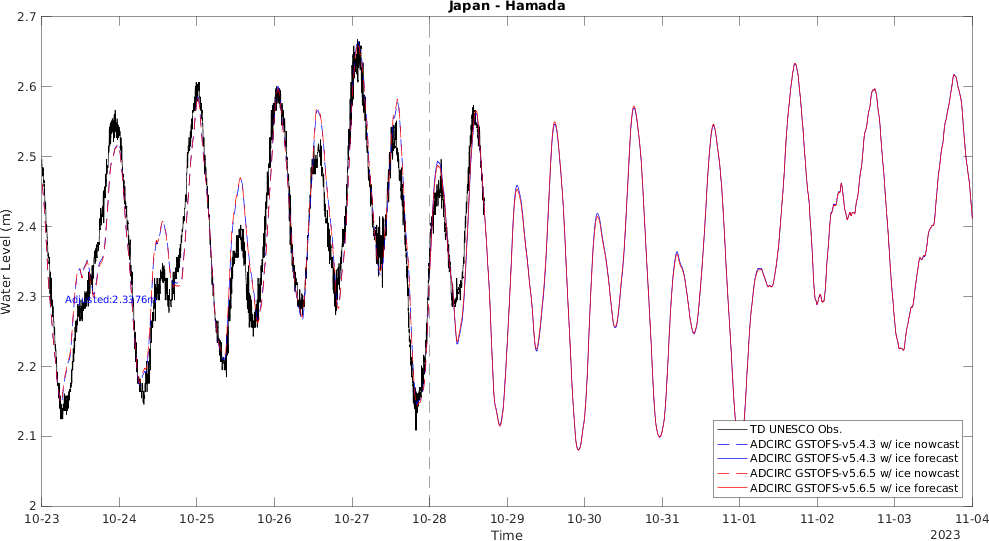 Japan - Hamada
2.7
2.6
2.5
2.4
2.3
2.2
2.1
2
Water Level (m)
Adjusted:2.3376m
TD UNESCO Obs.
ADCIRC GSTOFS-v5.4.3 w/ ice nowcast
ADCIRC GSTOFS-v5.4.3 w/ ice forecast
ADCIRC GSTOFS-v5.6.5 w/ ice nowcast
ADCIRC GSTOFS-v5.6.5 w/ ice forecast
10-23 10-24 10-25 10-26 10-27 10-28 10-29 10-30 10-31 11-01 11-02 11-03 11-04
Time
2023